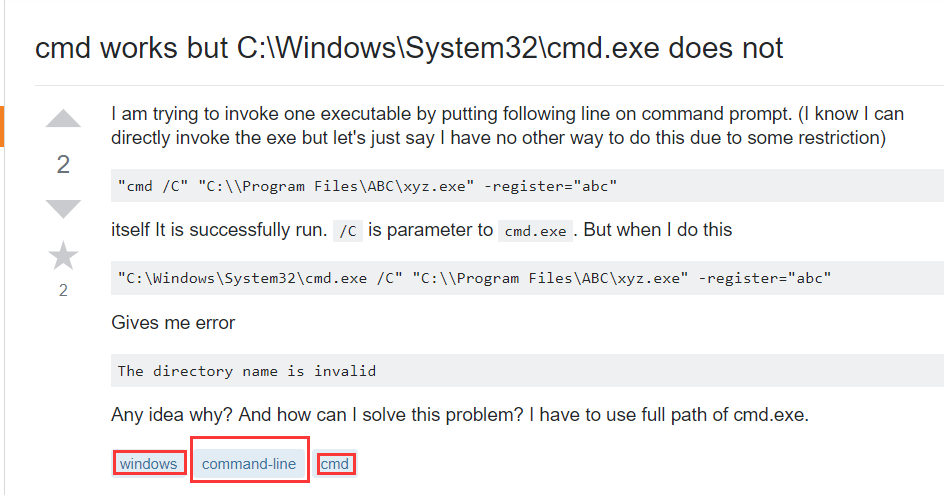 cmd works but C:\Windows\System32\cmd.exe does not
I am trying to invoke one executable by putting following line on command prompt. (I know I can
directly invoke the exe but let's just say I have no other way to do this due to some restriction)
2
"cmd /C" "C:\\Program Files\ABC\xyz.exe" -register="abc"
itself It is successfully run. /C is parameter to cmd.exe. But when I do this
2
"C:\Windows\System32\cmd.exe /C" "C:\\Program Files\ABC\xyz.exe" -register="abc"
Gives me error
The directory name is invalid
Any idea why? And how can I solve this problem? I have to use full path of cmd.exe.
windows command-line cmd